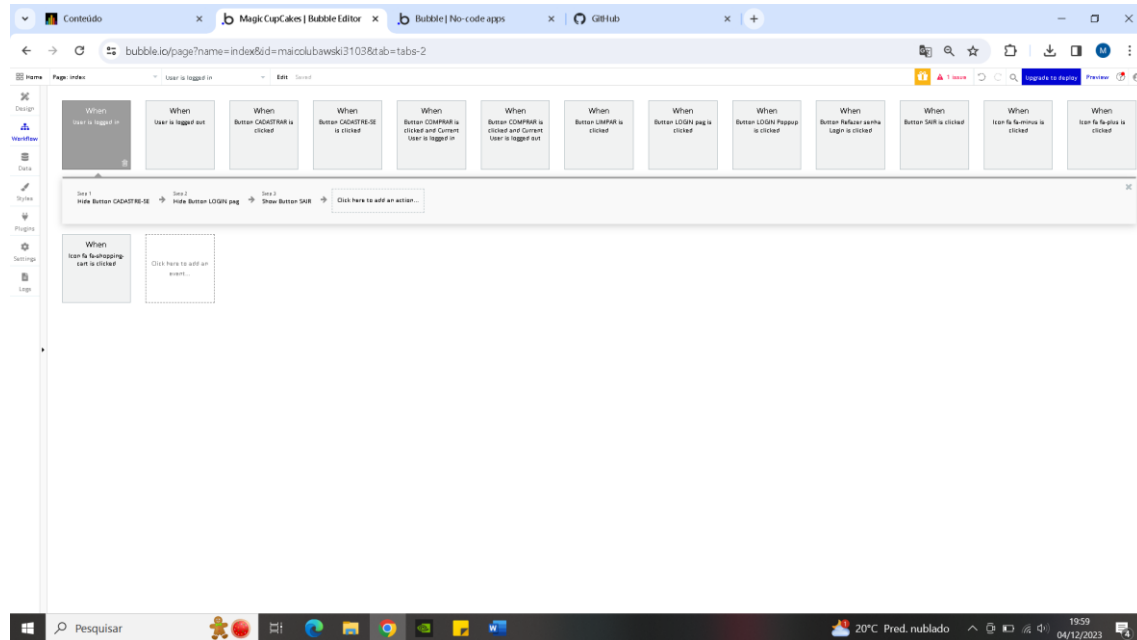 Conteúdo
Magic CupCakes | Bubble Editor
Bubble | No-code apps
GitHub
bubble.io/page?name=index&id=maicolubawski3103&tab=tabs-2
M
Home
Page: index
User is logged in
Edit
Saved
1 issue
Upgrade to deploy
Preview
Design
Workflow
Data
Styles
Plugins
Settings
Logs
When
User is logged in
When
User is logged out
When
Button CADASTRAR is
clicked
When
Button CADASTRE-SE
is clicked
When
Button COMPRAR is
clicked and Current
User is logged in
When
Button COMPRAR is
clicked and Current
User is logged out
When
Button LIMPAR is
clicked
When
Button LOGIN pag is
clicked
When
Button LOGIN Poppup
is clicked
When
Button Refazer senha
Login is clicked
When
Button SAIR is clicked
When
Icon fa fa-minus is
clicked
When
Icon fa fa-plus is
clicked
Step 1
Hide Button CADASTRE-SE
Step 2
Hide Button LOGIN pag
Step 3
Show Button SAIR
Click here to add an action...
When
Icon fa fa-shopping-
cart is clicked
Click here to add an
event...
Pesquisar
20°C Pred. nublado
19:59
04/12/2023